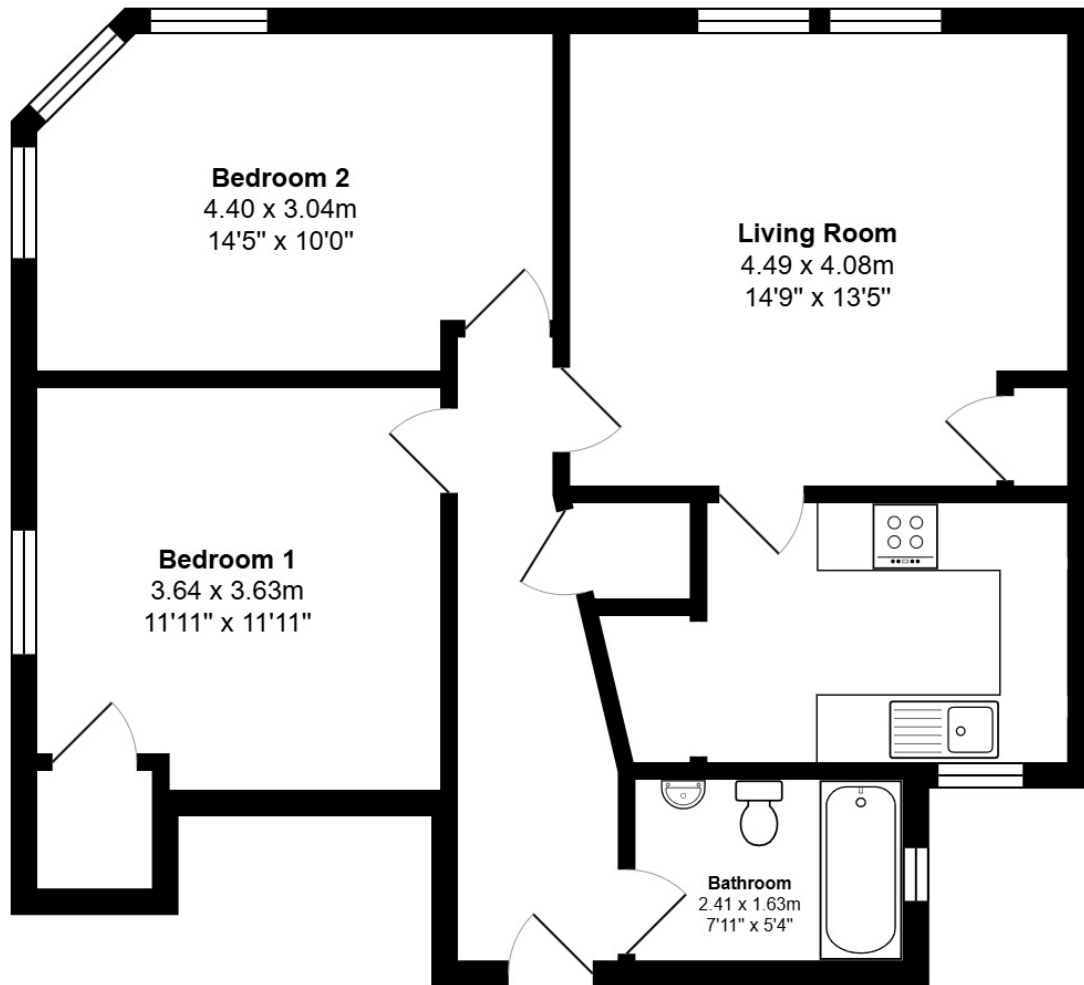 Bedroom 2
4.40 x 3.04m
14'5" x 10'0"
Living Room
4.49 x 4.08m
14'9" x 13'5"
Bedroom 1
3.64 x 3.63m
11'11" x 11'11"
Bathroom
2.41 x 1.63m
7'11" x 5'4"